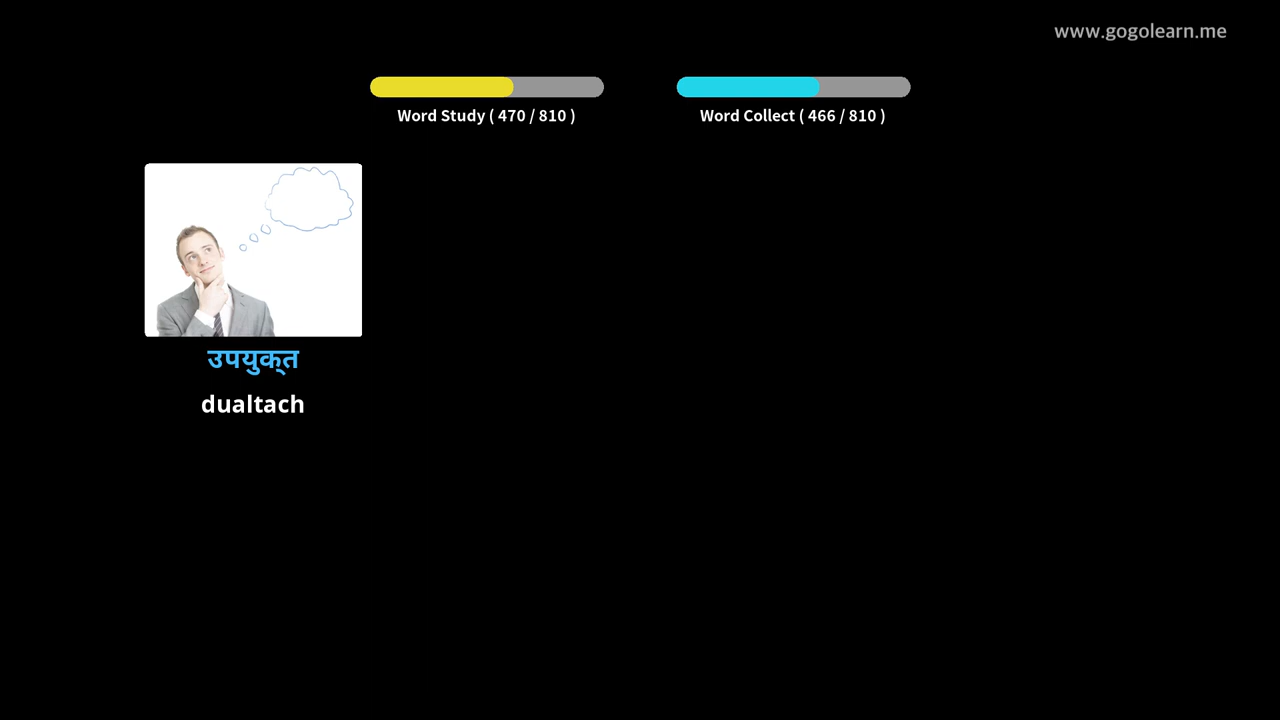 www.gogolearn.me
Word Study ( 470 / 810 )
Word Collect ( 466 / 810 )
उपयुक्त
dualtach